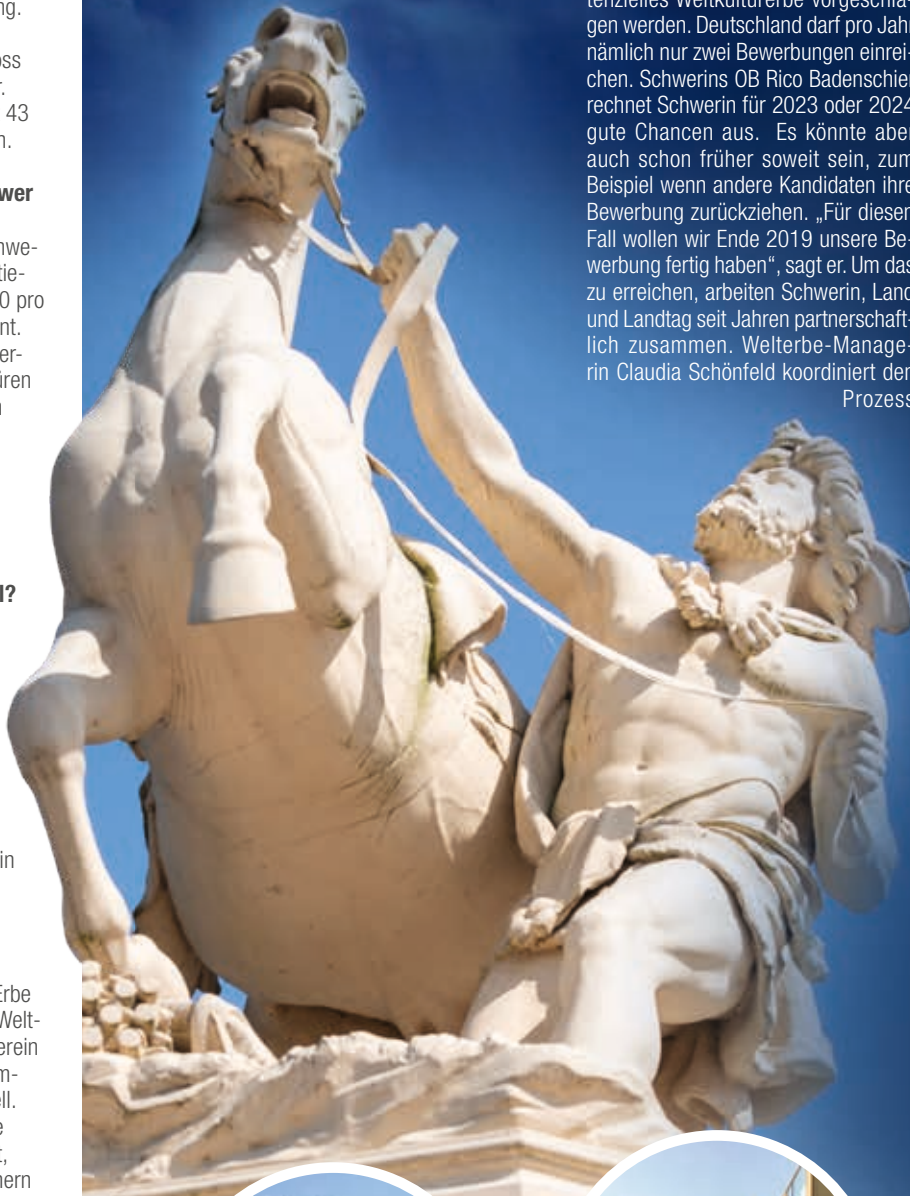 ng.
oss
r.
43
n.
wer
nwe-
tie-
0 pro
nt.
er-
üren
n
l?
in
Erbe
Welt-
erein
m-
ell.
e
t,
nern
tenzielles Weltkulturerbe vorgeschla-
gen werden. Deutschland darf pro Jahr
nämlich nur zwei Bewerbungen einrei-
chen. Schwerins OB Rico Badenschier
rechnet Schwerin für 2023 oder 2024
gute Chancen aus. Es könnte aber
auch schon früher soweit sein, zum
Beispiel wenn andere Kandidaten ihre
Bewerbung zurückziehen. „Für diesen
Fall wollen wir Ende 2019 unsere Be-
werbung fertig haben“, sagt er. Um das
zu erreichen, arbeiten Schwerin, Land
und Landtag seit Jahren partnerschaft-
lich zusammen. Welterbe-Manage-
rin Claudia Schönfeld koordiniert den
Prozess